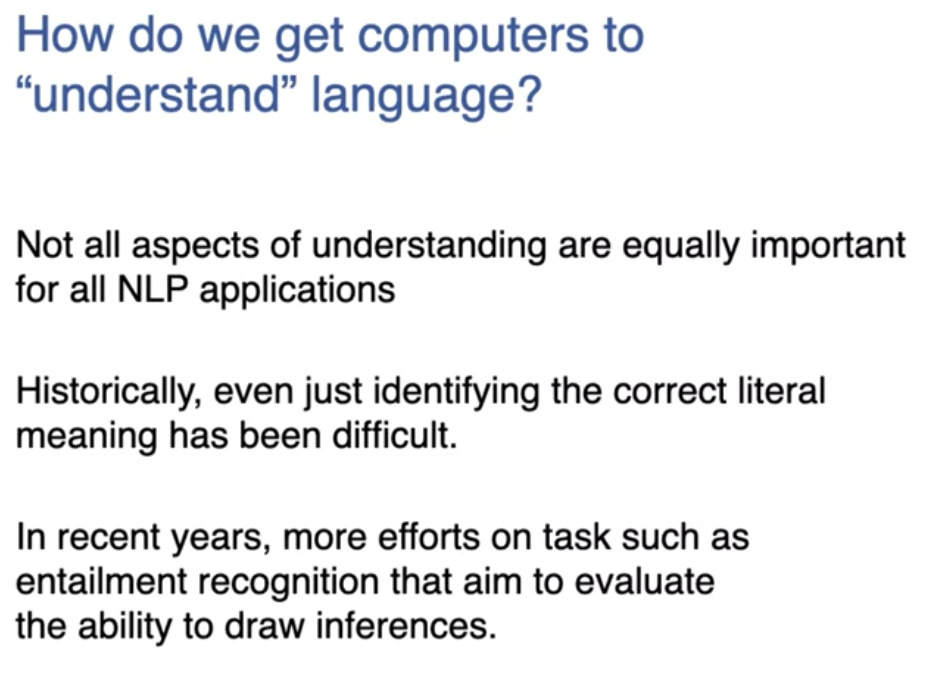 How do we get computers to
“understand” language?
Not all aspects of understanding are equally important
for all NLP applications
Historically, even just identifying the correct literal
meaning has been difficult.
In recent years, more efforts on task such as
entailment recognition that aim to evaluate
the ability to draw inferences.